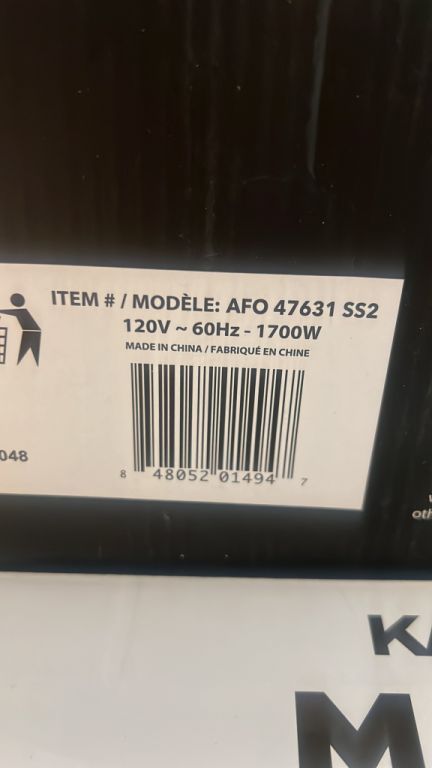 ITEM # / MODÈLE: AFO 47631 SS2
120V ~ 60Hz - 1700W
MADE IN CHINA / FABRIQUÉ EN CHINE
048
8 48052 01494 7